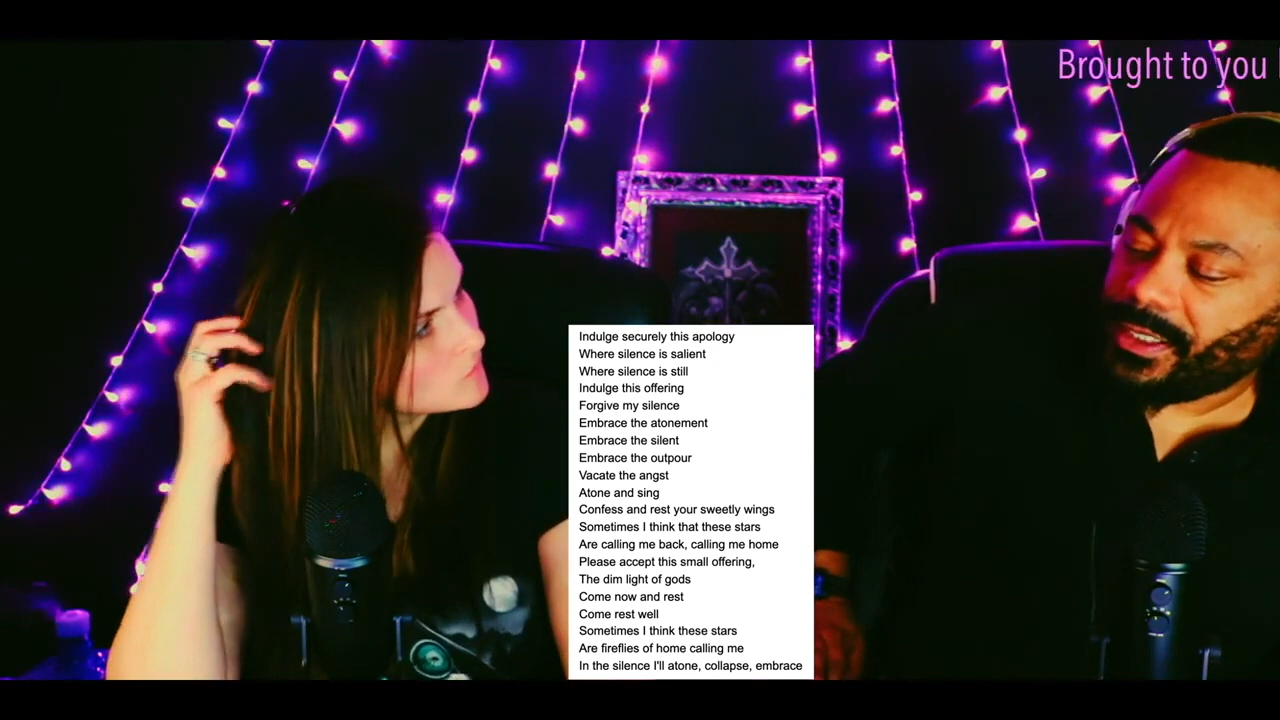 Brought to you
Indulge securely this apology
Where silence is salient
Where silence is still
Indulge this offering
Forgive my silence
Embrace the atonement
Embrace the silent
Embrace the outpour
Vacate the angst
Atone and sing
Confess and rest your sweetly wings
Sometimes I think that these stars
Are calling me back, calling me home
Please accept this small offering,
The dim light of gods
Come now and rest
Come rest well
Sometimes I think these stars
Are fireflies of home calling me
In the silence I'll atone, collapse, embrace